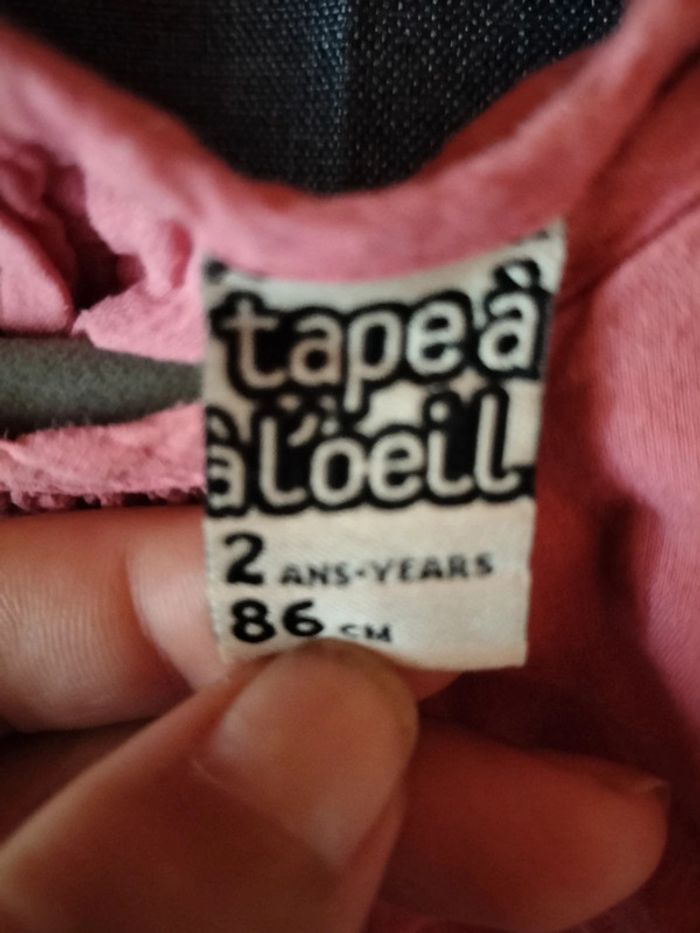 tape à
à l'oeil
2 ANS-YEARS
86 CM